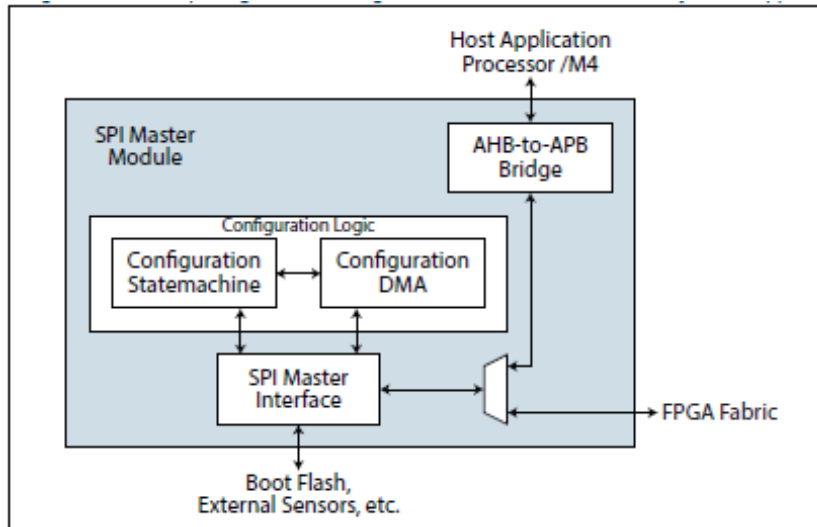 Host Application
Processor /M4
SPI Master
Module
AHB-to-APB
Bridge
Configuration Logic
Configuration
Statemachine
Configuration
DMA
SPI Master
Interface
FPGA Fabric
Boot Flash,
External Sensors, etc.